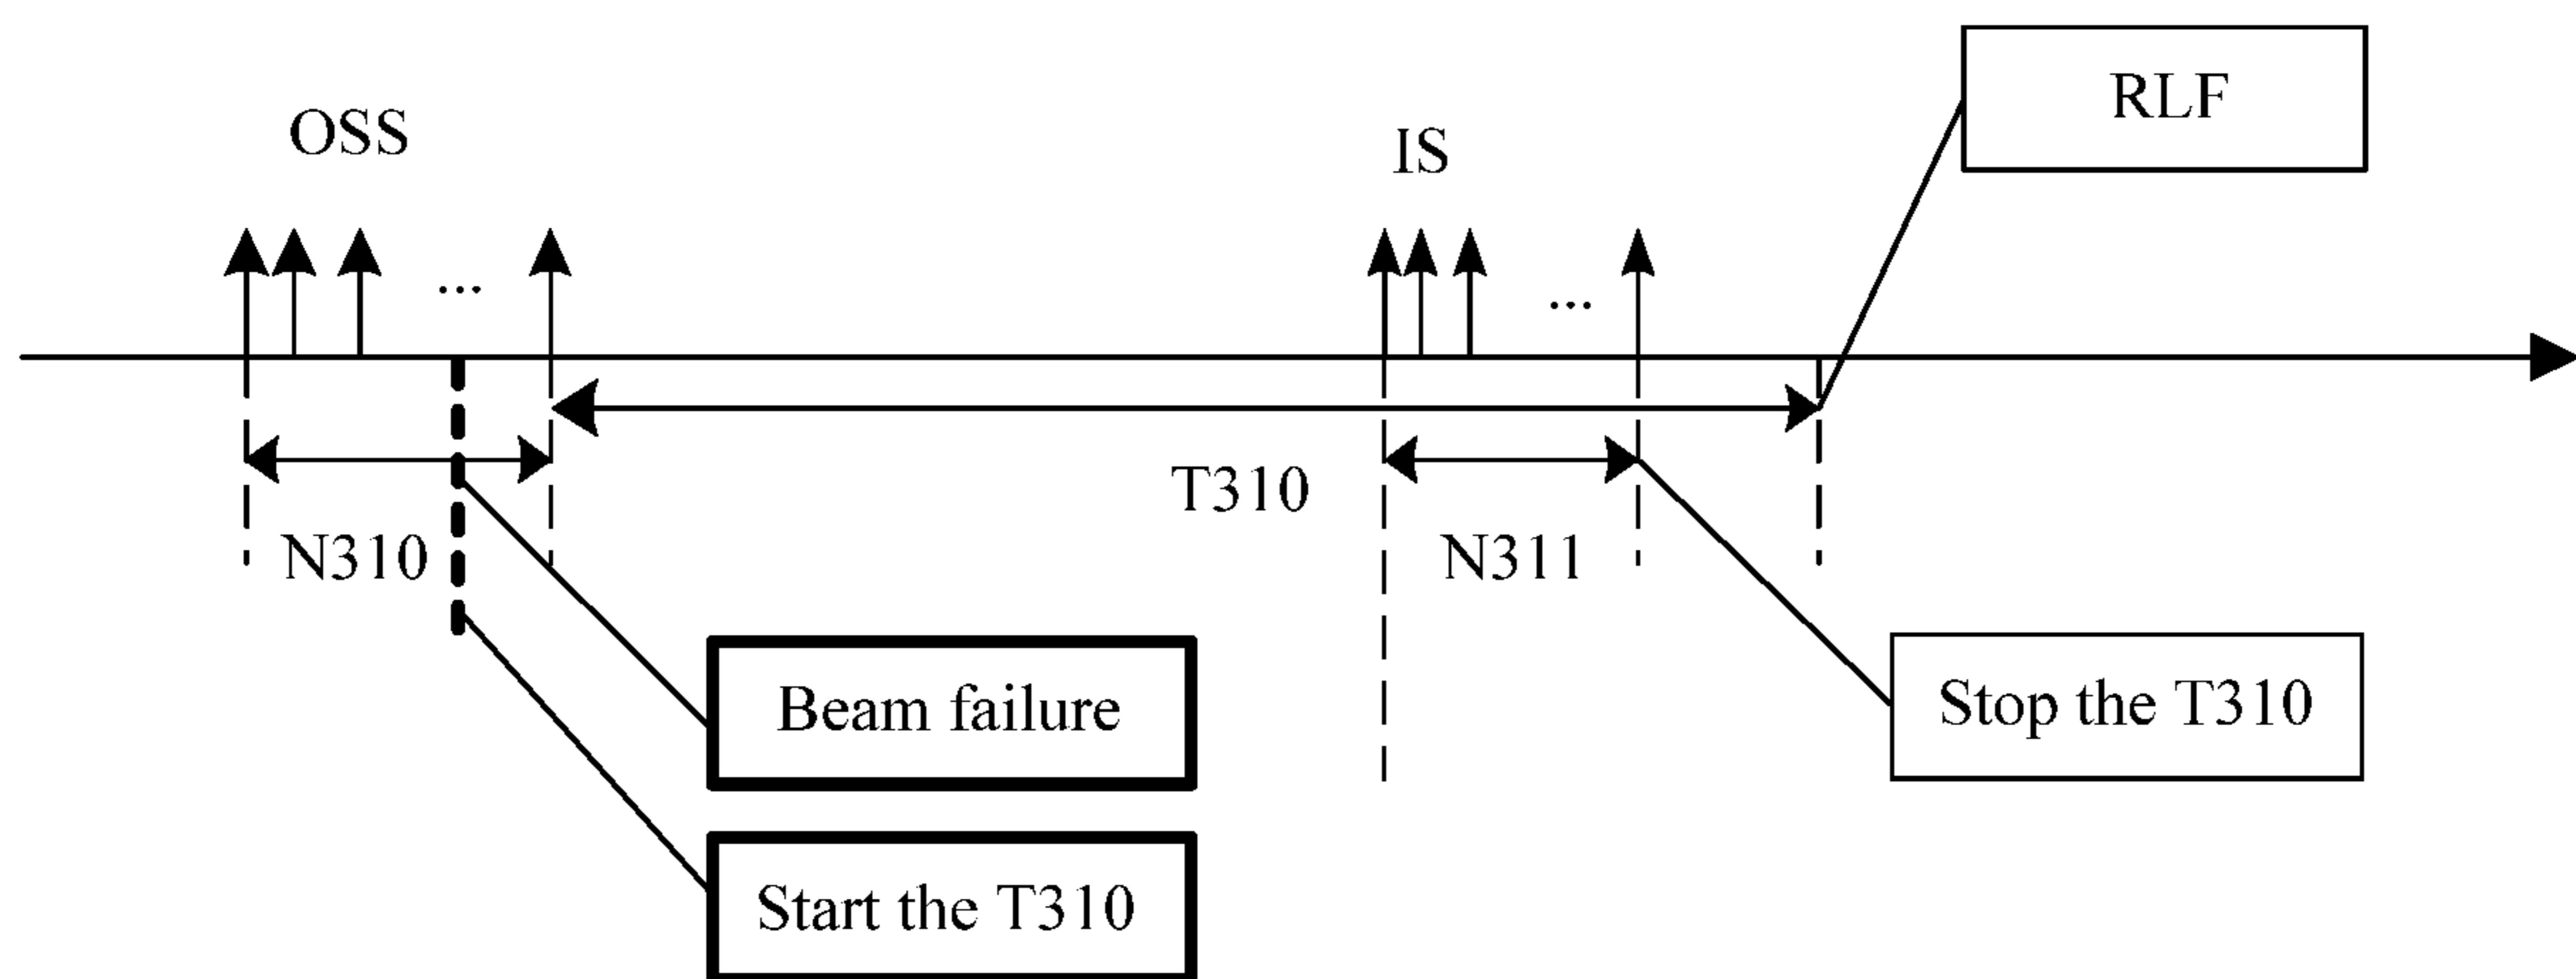 RLF
OSS
IS
...
...
T310
N310
N311
Beam failure
Stop the T310
Start the T310